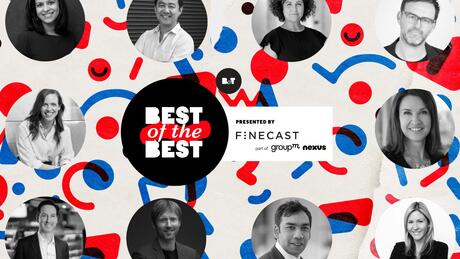 B&T
BEST
of the
BEST
PRESENTED BY
FINECAST
part of groupm nexus